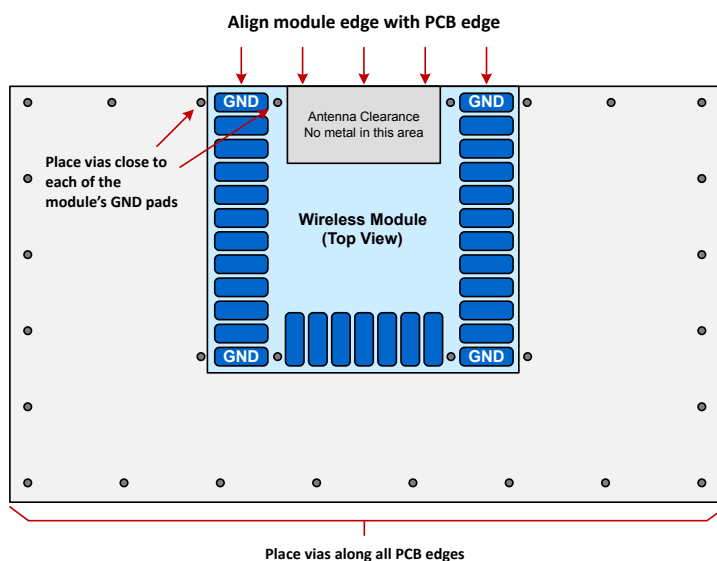 Align module edge with PCB edge
GND
GND
Antenna Clearance
No metal in this area
Place vias close to
each of the
module's GND pads
Wireless Module
(Top View)
GND
GND
Place vias along all PCB edges